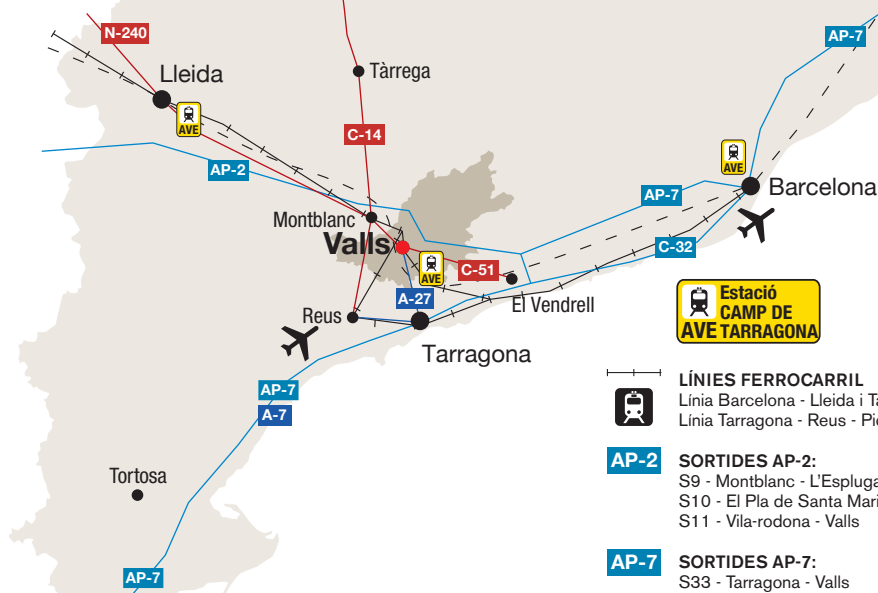 N-240
AP-7
Lleida
Tàrrega
AVE
C-14
AP-2
AVE
Barcelona
AP-7
Montblanc
Valls
C-32
AVE
C-51
A-27
El Vendrell
Reus
Tarragona
Estació
CAMP DE
AVE TARRAGONA
LÍNIES FERROCARRIL
Línia Barcelona - Lleida i
Línia Tarragona - Reus -
AP-7
A-7
AP-2
SORTIDES AP-2:
S9 - Montblanc -
S10 - El Pla de Santa
S11 - Vila-rodona - Valls
Tortosa
AP-7
AP-7
SORTIDES AP-7:
S33 - Tarragona - Valls